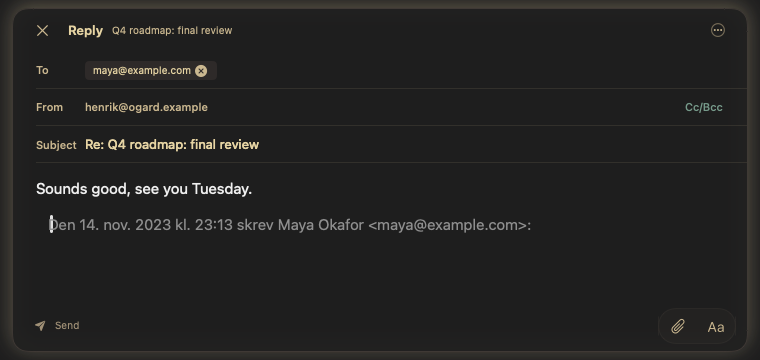 Reply Q4 roadmap: final review
To maya@example.com
From henrik@ogard.example Cc/Bcc
Subject Re: Q4 roadmap: final review
Sounds good, see you Tuesday.
Den 14. nov. 2023 kl. 23:13 skrev Maya Okafor <maya@example.com>:
Send Aa